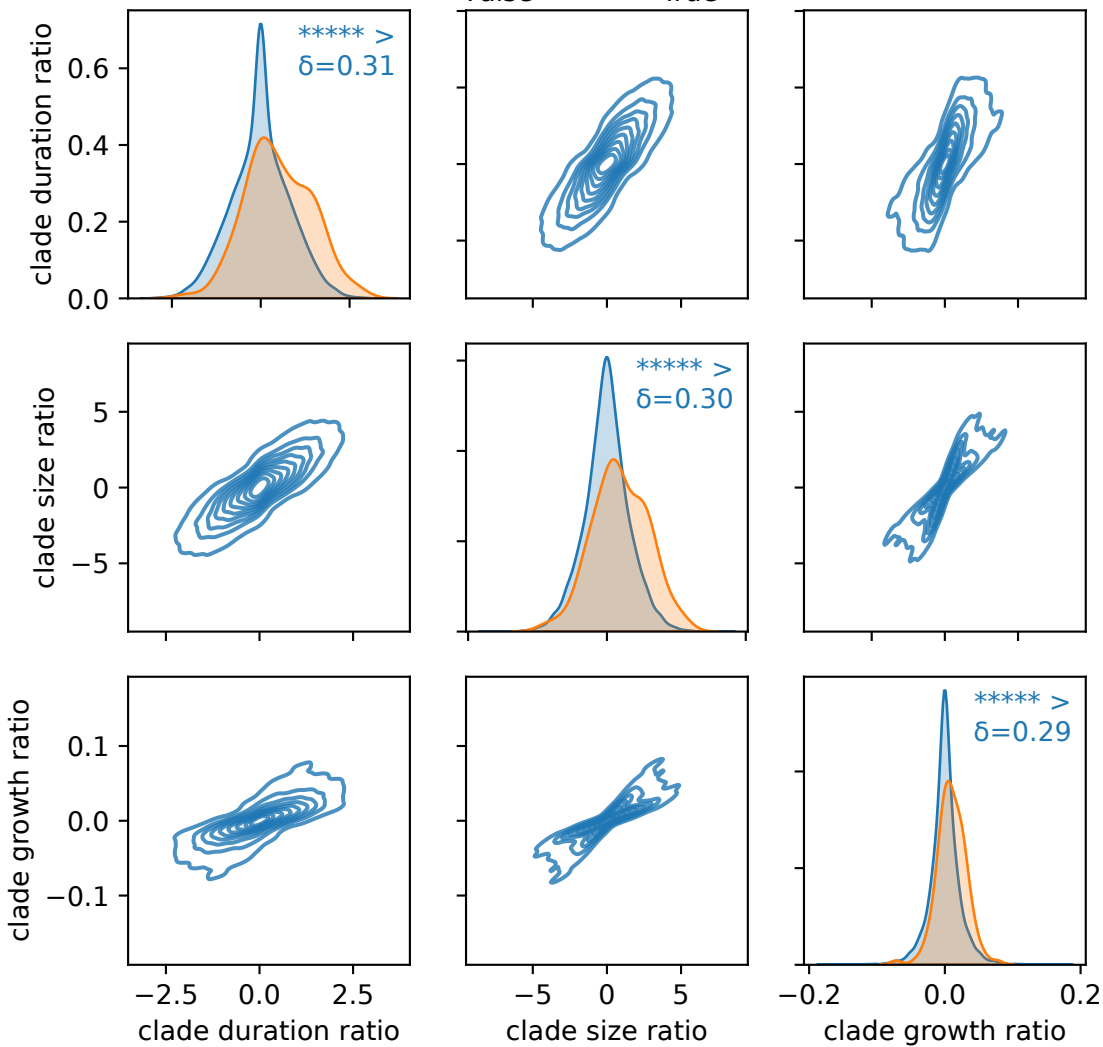 clade duration ratio
0.6
0.4
0.2
0.0
***** >
δ=0.31
clade size ratio
5
0
−5
***** >
δ=0.30
clade growth ratio
0.1
0.0
−0.1
***** >
δ=0.29
−2.5
0.0
2.5
−5
0
5
−0.2
0.0
0.2
clade duration ratio
clade size ratio
clade growth ratio